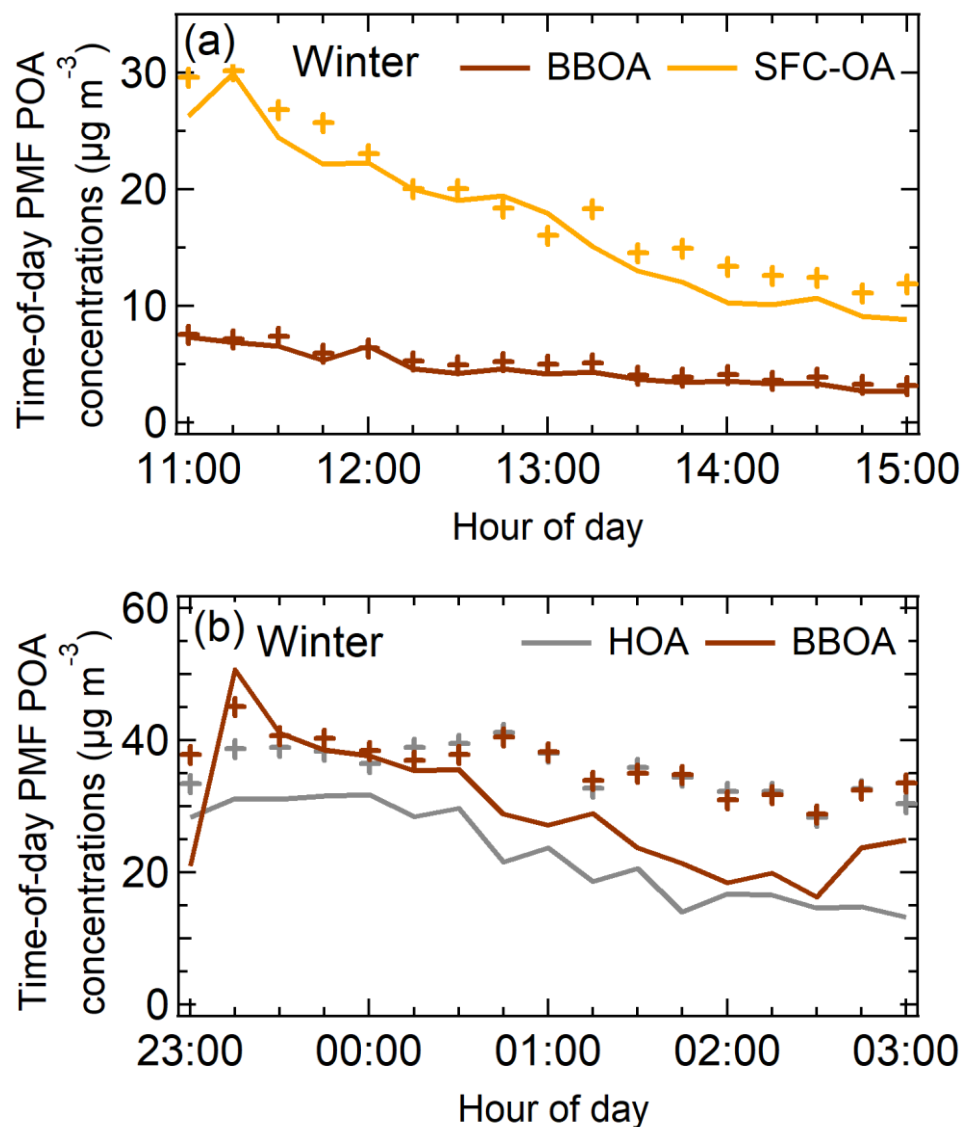 (a) Winter BBOA SFC-OA
Time-of-day PMF POA
concentrations (µg m⁻³)
30
20
10
0
11:00 12:00 13:00 14:00 15:00
Hour of day
(b) Winter HOA BBOA
Time-of-day PMF POA
concentrations (µg m⁻³)
60
40
20
0
23:00 00:00 01:00 02:00 03:00
Hour of day